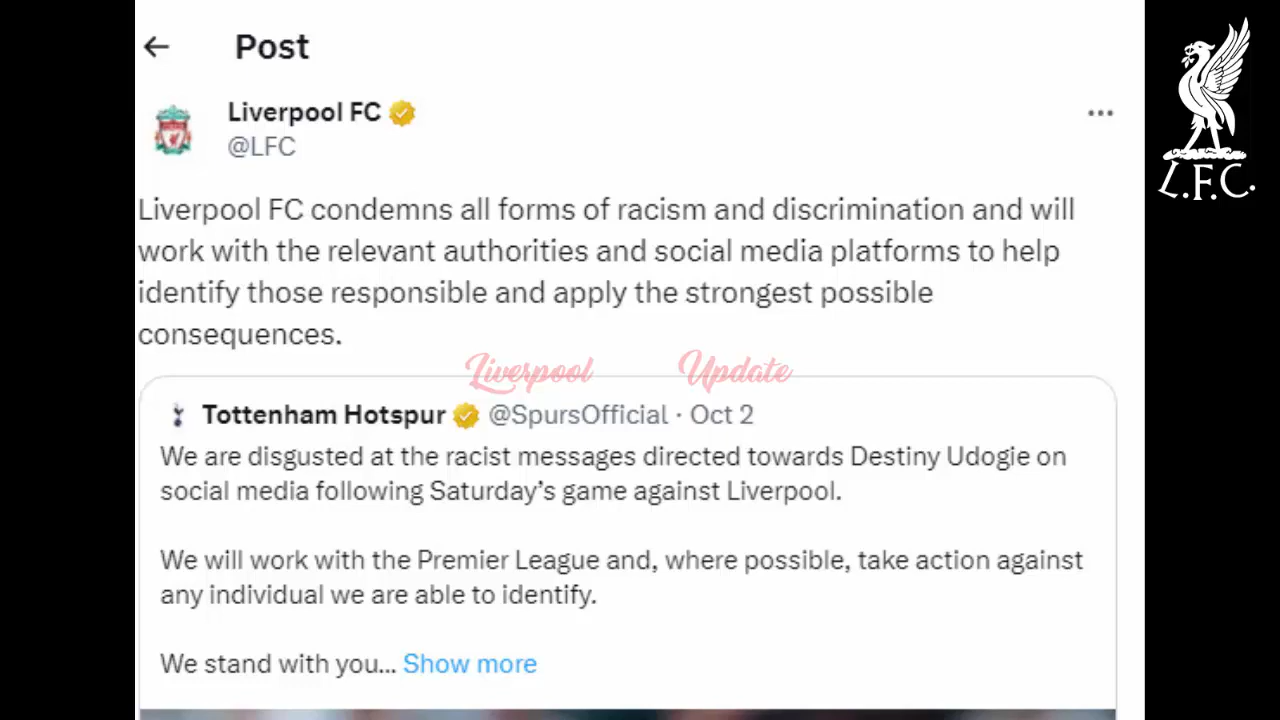 Post
Liverpool FC
@LFC
L.F.C.
Liverpool FC condemns all forms of racism and discrimination and will
work with the relevant authorities and social media platforms to help
identify those responsible and apply the strongest possible
consequences.
Liverpool Update
Tottenham Hotspur @SpursOfficial · Oct 2
We are disgusted at the racist messages directed towards Destiny Udogie on
social media following Saturday's game against Liverpool.
We will work with the Premier League and, where possible, take action against
any individual we are able to identify.
We stand with you... Show more